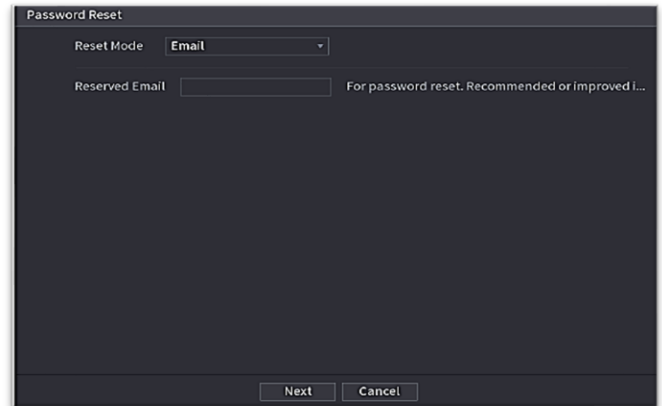 Password Reset
Reset Mode Email
Reserved Email For password reset. Recommended or improved i...
Next Cancel